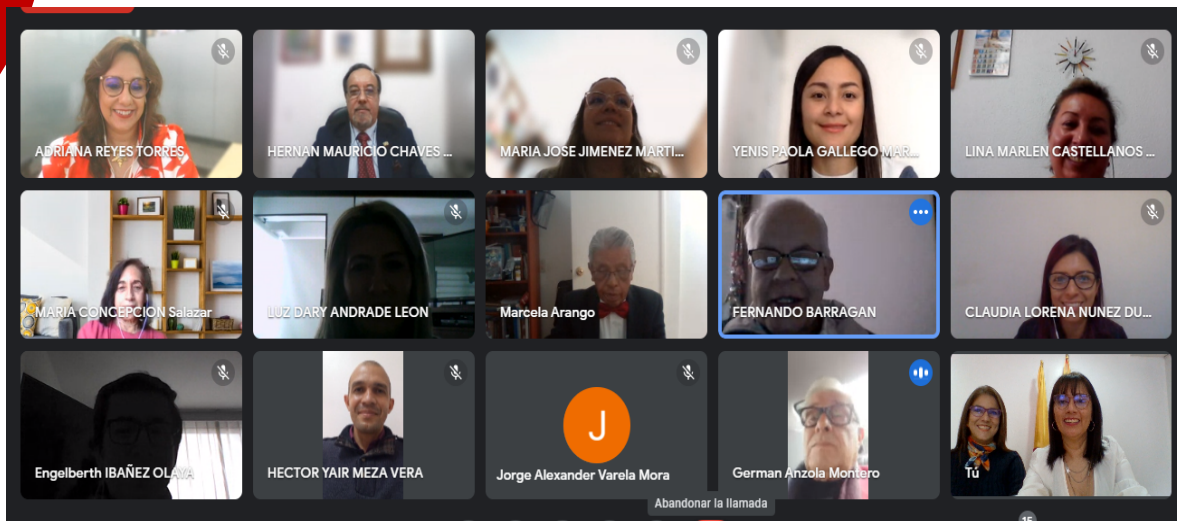 ADRIANA REYES TORRES
HERNAN MAURICIO CHAVES ...
MARIA JOSE JIMENEZ MARTI...
YENIS PAOLA GALLEGO MAR...
LINA MARLEN CASTELLANOS ...
MARIA CONCEPCION Salazar
LUZ DARY ANDRADE LEON
Marcela Arango
FERNANDO BARRAGAN
CLAUDIA LORENA NUNEZ DU...
Engelberth IBAÑEZ OLAYA
HECTOR YAIR MEZA VERA
J
Jorge Alexander Varela Mora
German Anzola Montero
Tú
Abandonar la llamada
15